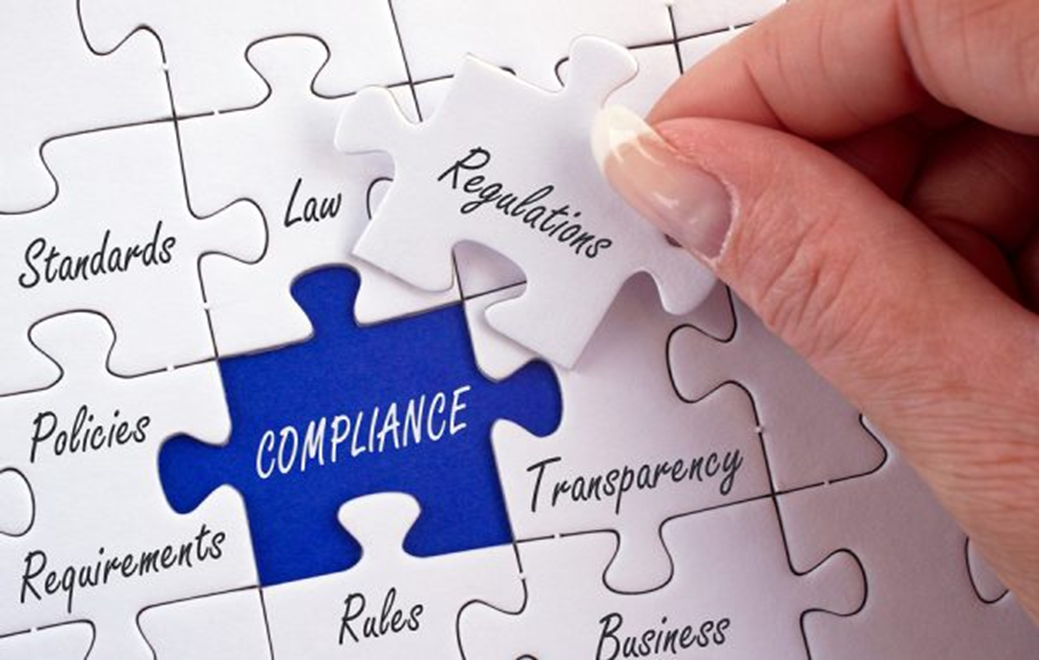 Regulations
Law
Standards
COMPLIANCE
Policies
Transparency
Requirements
Rules
Business